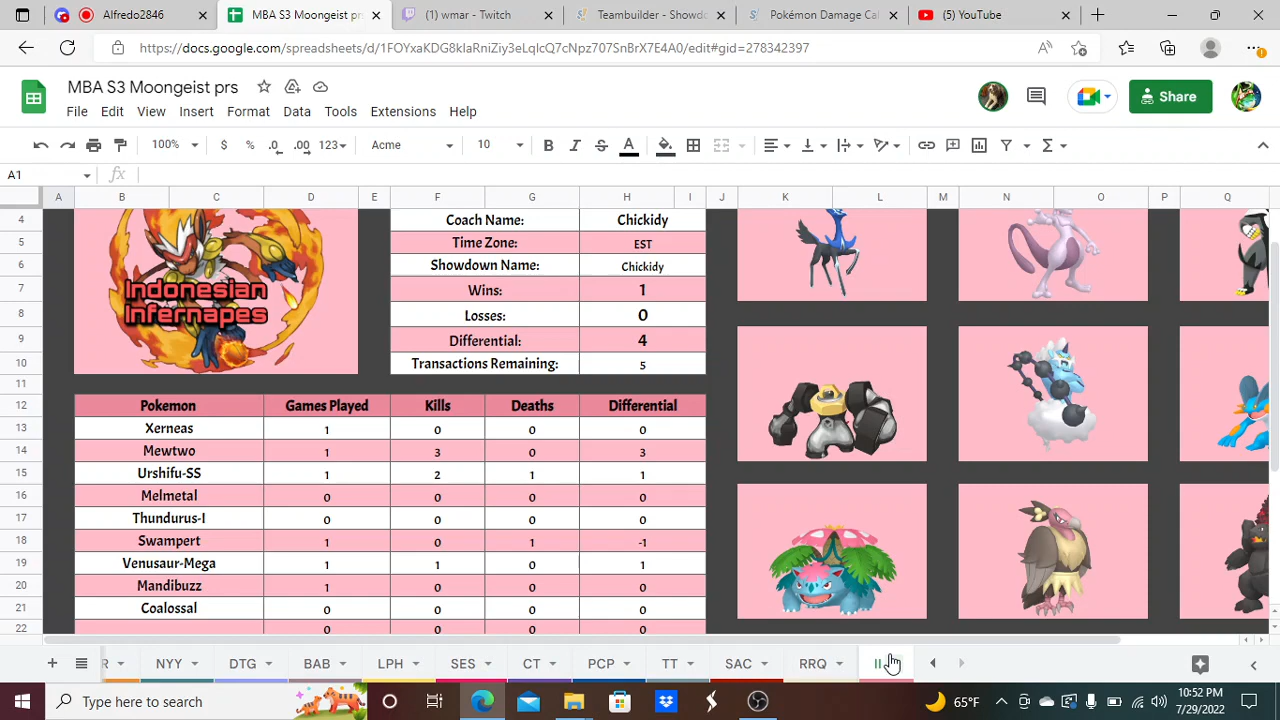 Alfredo846
MBA S3 Moongeist prs
(1) wmar - Twitch
Teambuilder - Showd
Pokémon Damage Cal
(5) YouTube
https://docs.google.com/spreadsheets/d/1FOYxaKDG8kIaRniZiy3eLqIcQ7cNpz707SnBrX7E4A0/edit#gid=278342397
MBA S3 Moongeist prs
File Edit View Insert Format Data Tools Extensions Help
Share
100% $ % .0 .00 123 Acme 10 B I S A
A1 fx
A B C D E F G H I J K L M N O P Q
4 Coach Name: Chickidy
5 Time Zone: EST
6 Showdown Name: Chickidy
7 Wins: 1
8 Losses: 0
9 Differential: 4
10 Transactions Remaining: 5
Indonesian
Infernapes
11
12 Pokemon Games Played Kills Deaths Differential
13 Xerneas 1 0 0 0
14 Mewtwo 1 3 0 3
15 Urshifu-SS 1 2 1 1
16 Melmetal 0 0 0 0
17 Thundurus-I 0 0 0 0
18 Swampert 1 0 1 -1
19 Venusaur-Mega 1 1 0 1
20 Mandibuzz 1 0 0 0
21 Coalossal 0 0 0 0
22 0 0 0 0
R NYY DTG BAB LPH SES CT PCP TT SAC RRQ II
Type here to search
65°F
10:52 PM
7/29/2022